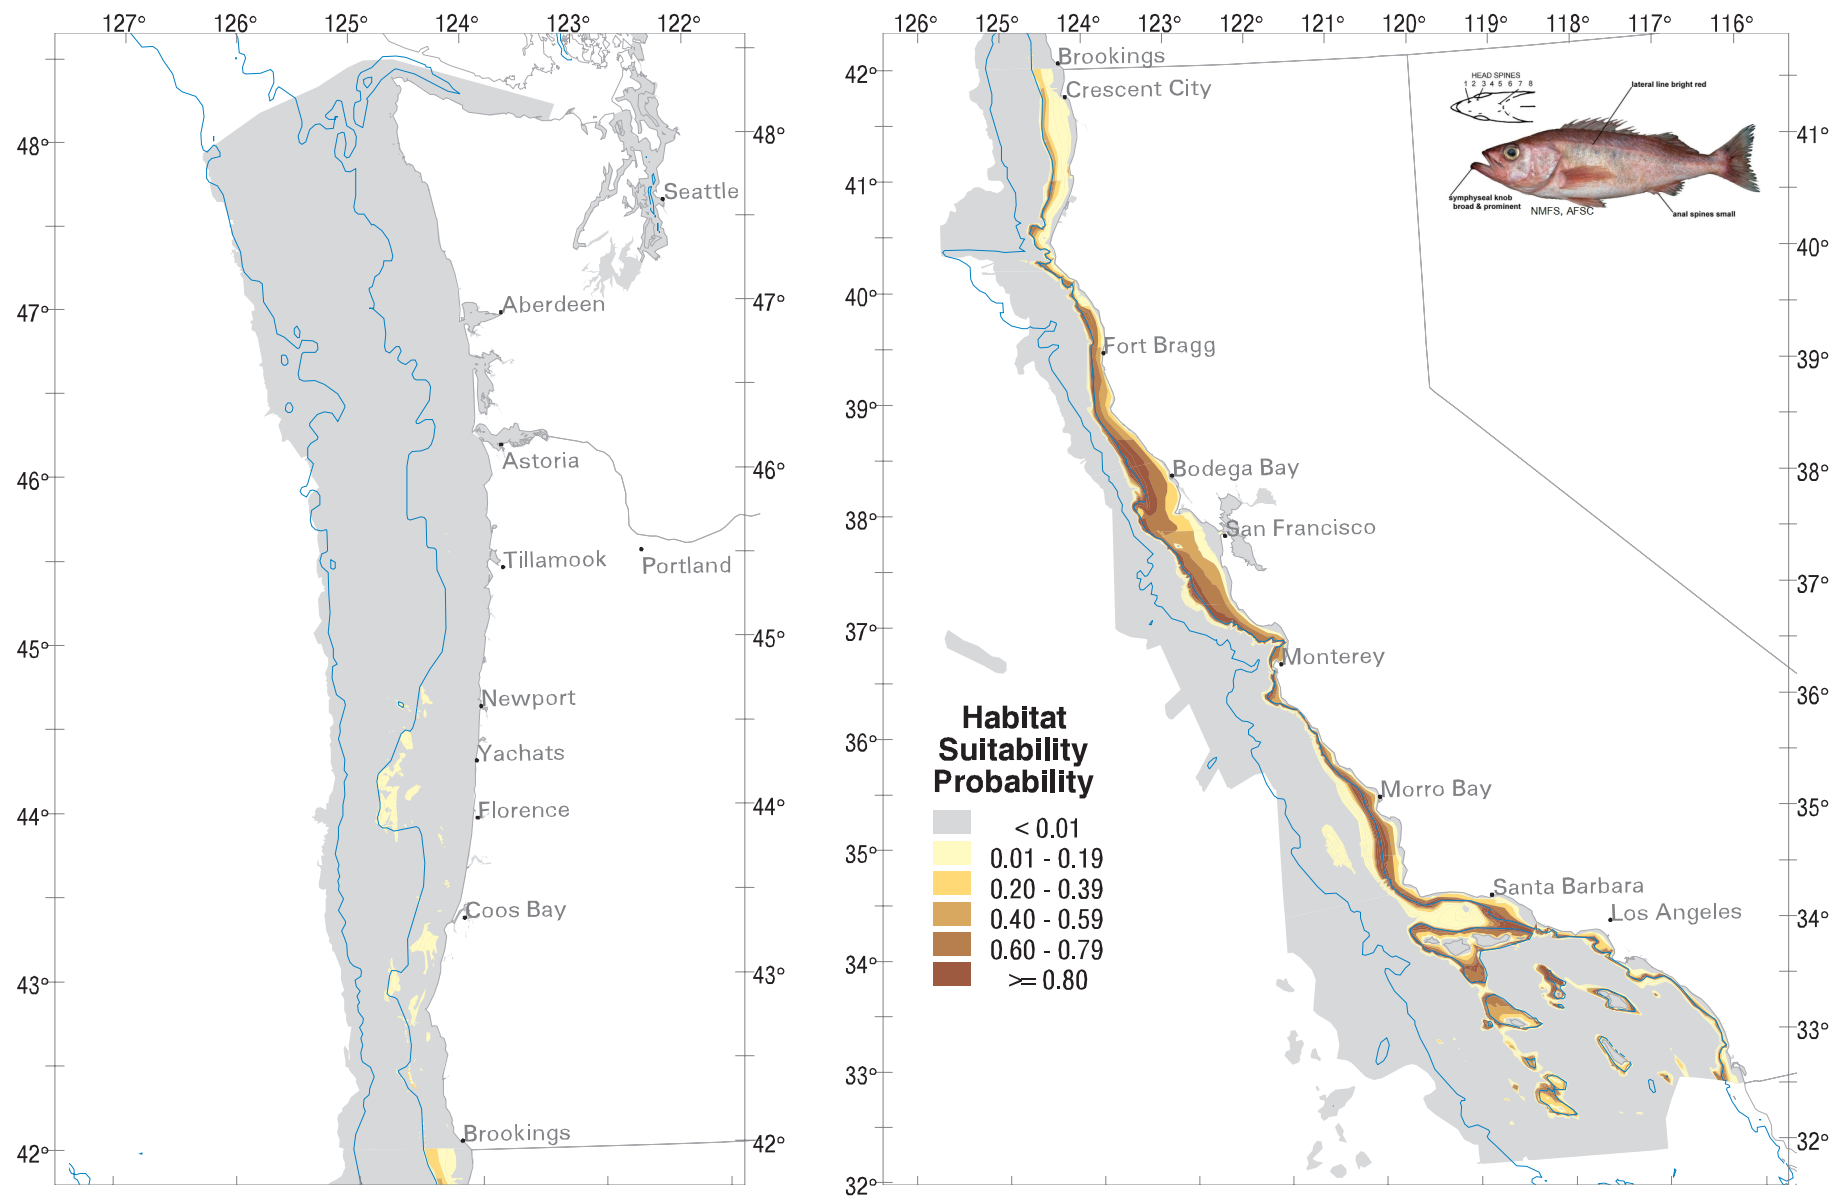 127° 125° 124° 123° 122°
126°
48°
48°
Seattle
47°
47°
Aberdeen
46°
46°
Astoria
Tillamook
Portland
45°
45°
Newport
Yachats
44°
44°
Florence
Coos Bay
43°
43°
Brookings
42°
42°
126° 125° 124° 123° 122° 121° 120° 119° 118° 117° 116°
Brookings
42°
Crescent City
41°
41°
40°
40°
Fort Bragg
39°
39°
Bodega Bay
38°
38°
San Francisco
37°
37°
Monterey
36°
36°
Morro Bay
35°
35°
Santa Barbara
Los Angeles
34°
34°
33°
33°
32°
32°
HEAD SPINES
1 2 3 4 5 6 7 8
lateral line bright red
symphyseal knob
broad & prominent
NMFS, AFSC
anal spines small
Habitat
Suitability
Probability
< 0.01
0.01 - 0.19
0.20 - 0.39
0.40 - 0.59
0.60 - 0.79
>= 0.80